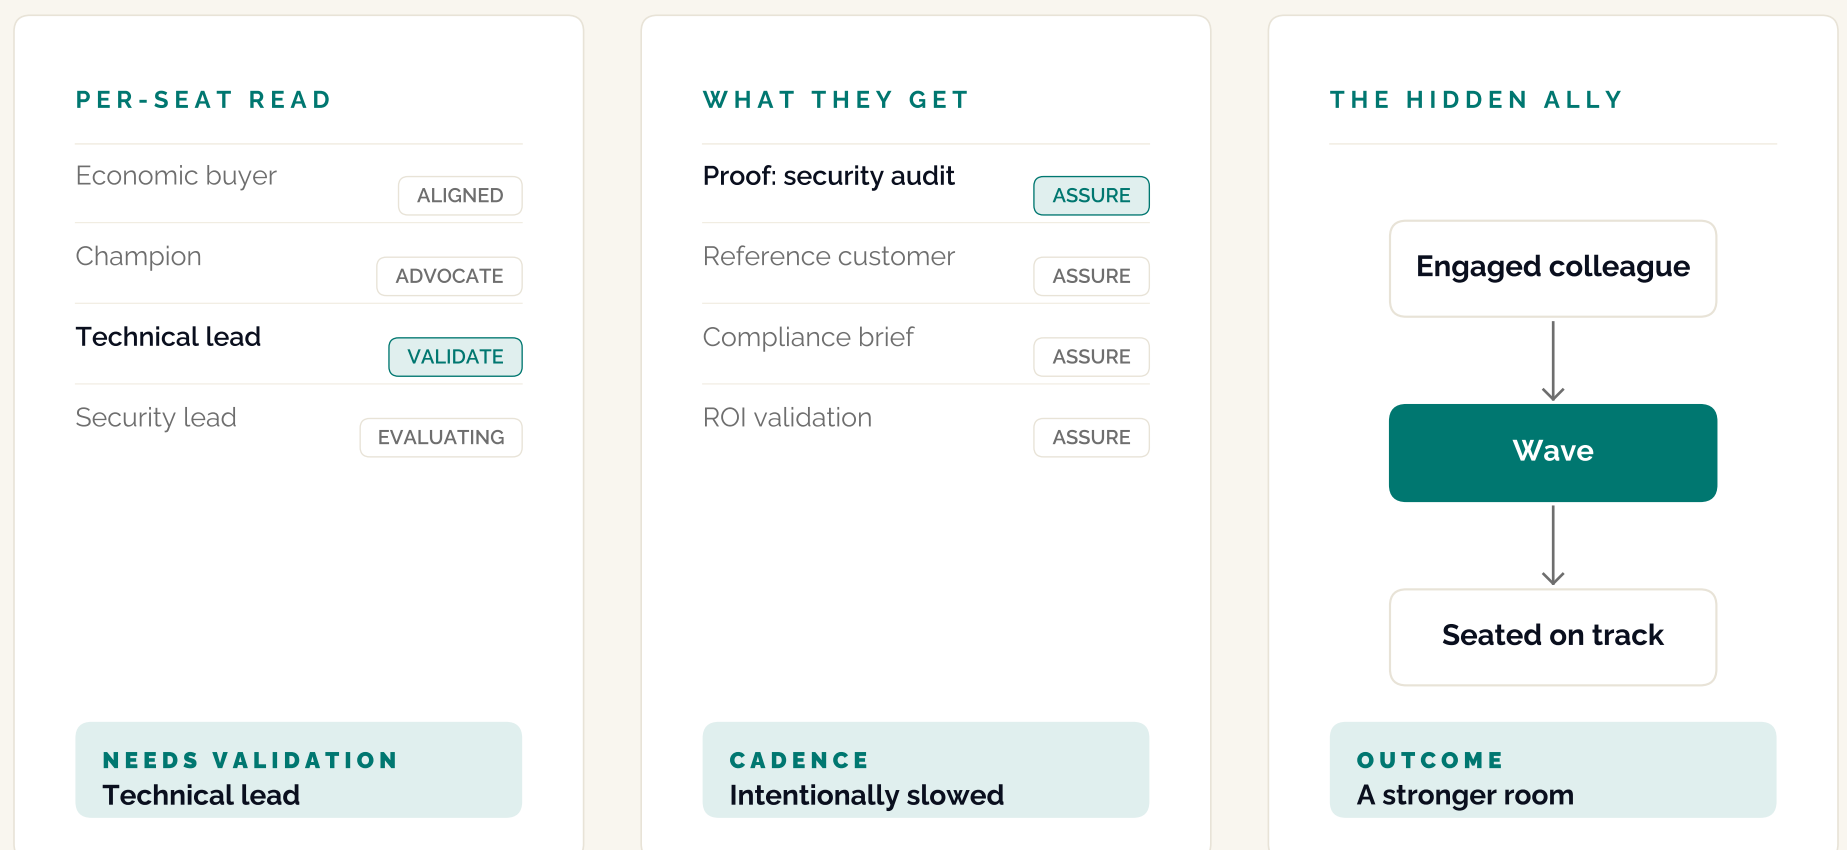 PER-SEAT READ
Economic buyer
ALIGNED
Champion
ADVOCATE
Technical lead
VALIDATE
Security lead
EVALUATING
NEEDS VALIDATION
Technical lead
WHAT THEY GET
Proof: security audit
ASSURE
Reference customer
ASSURE
Compliance brief
ASSURE
ROI validation
ASSURE
CADENCE
Intentionally slowed
THE HIDDEN ALLY
Engaged colleague
Wave
Seated on track
OUTCOME
A stronger room